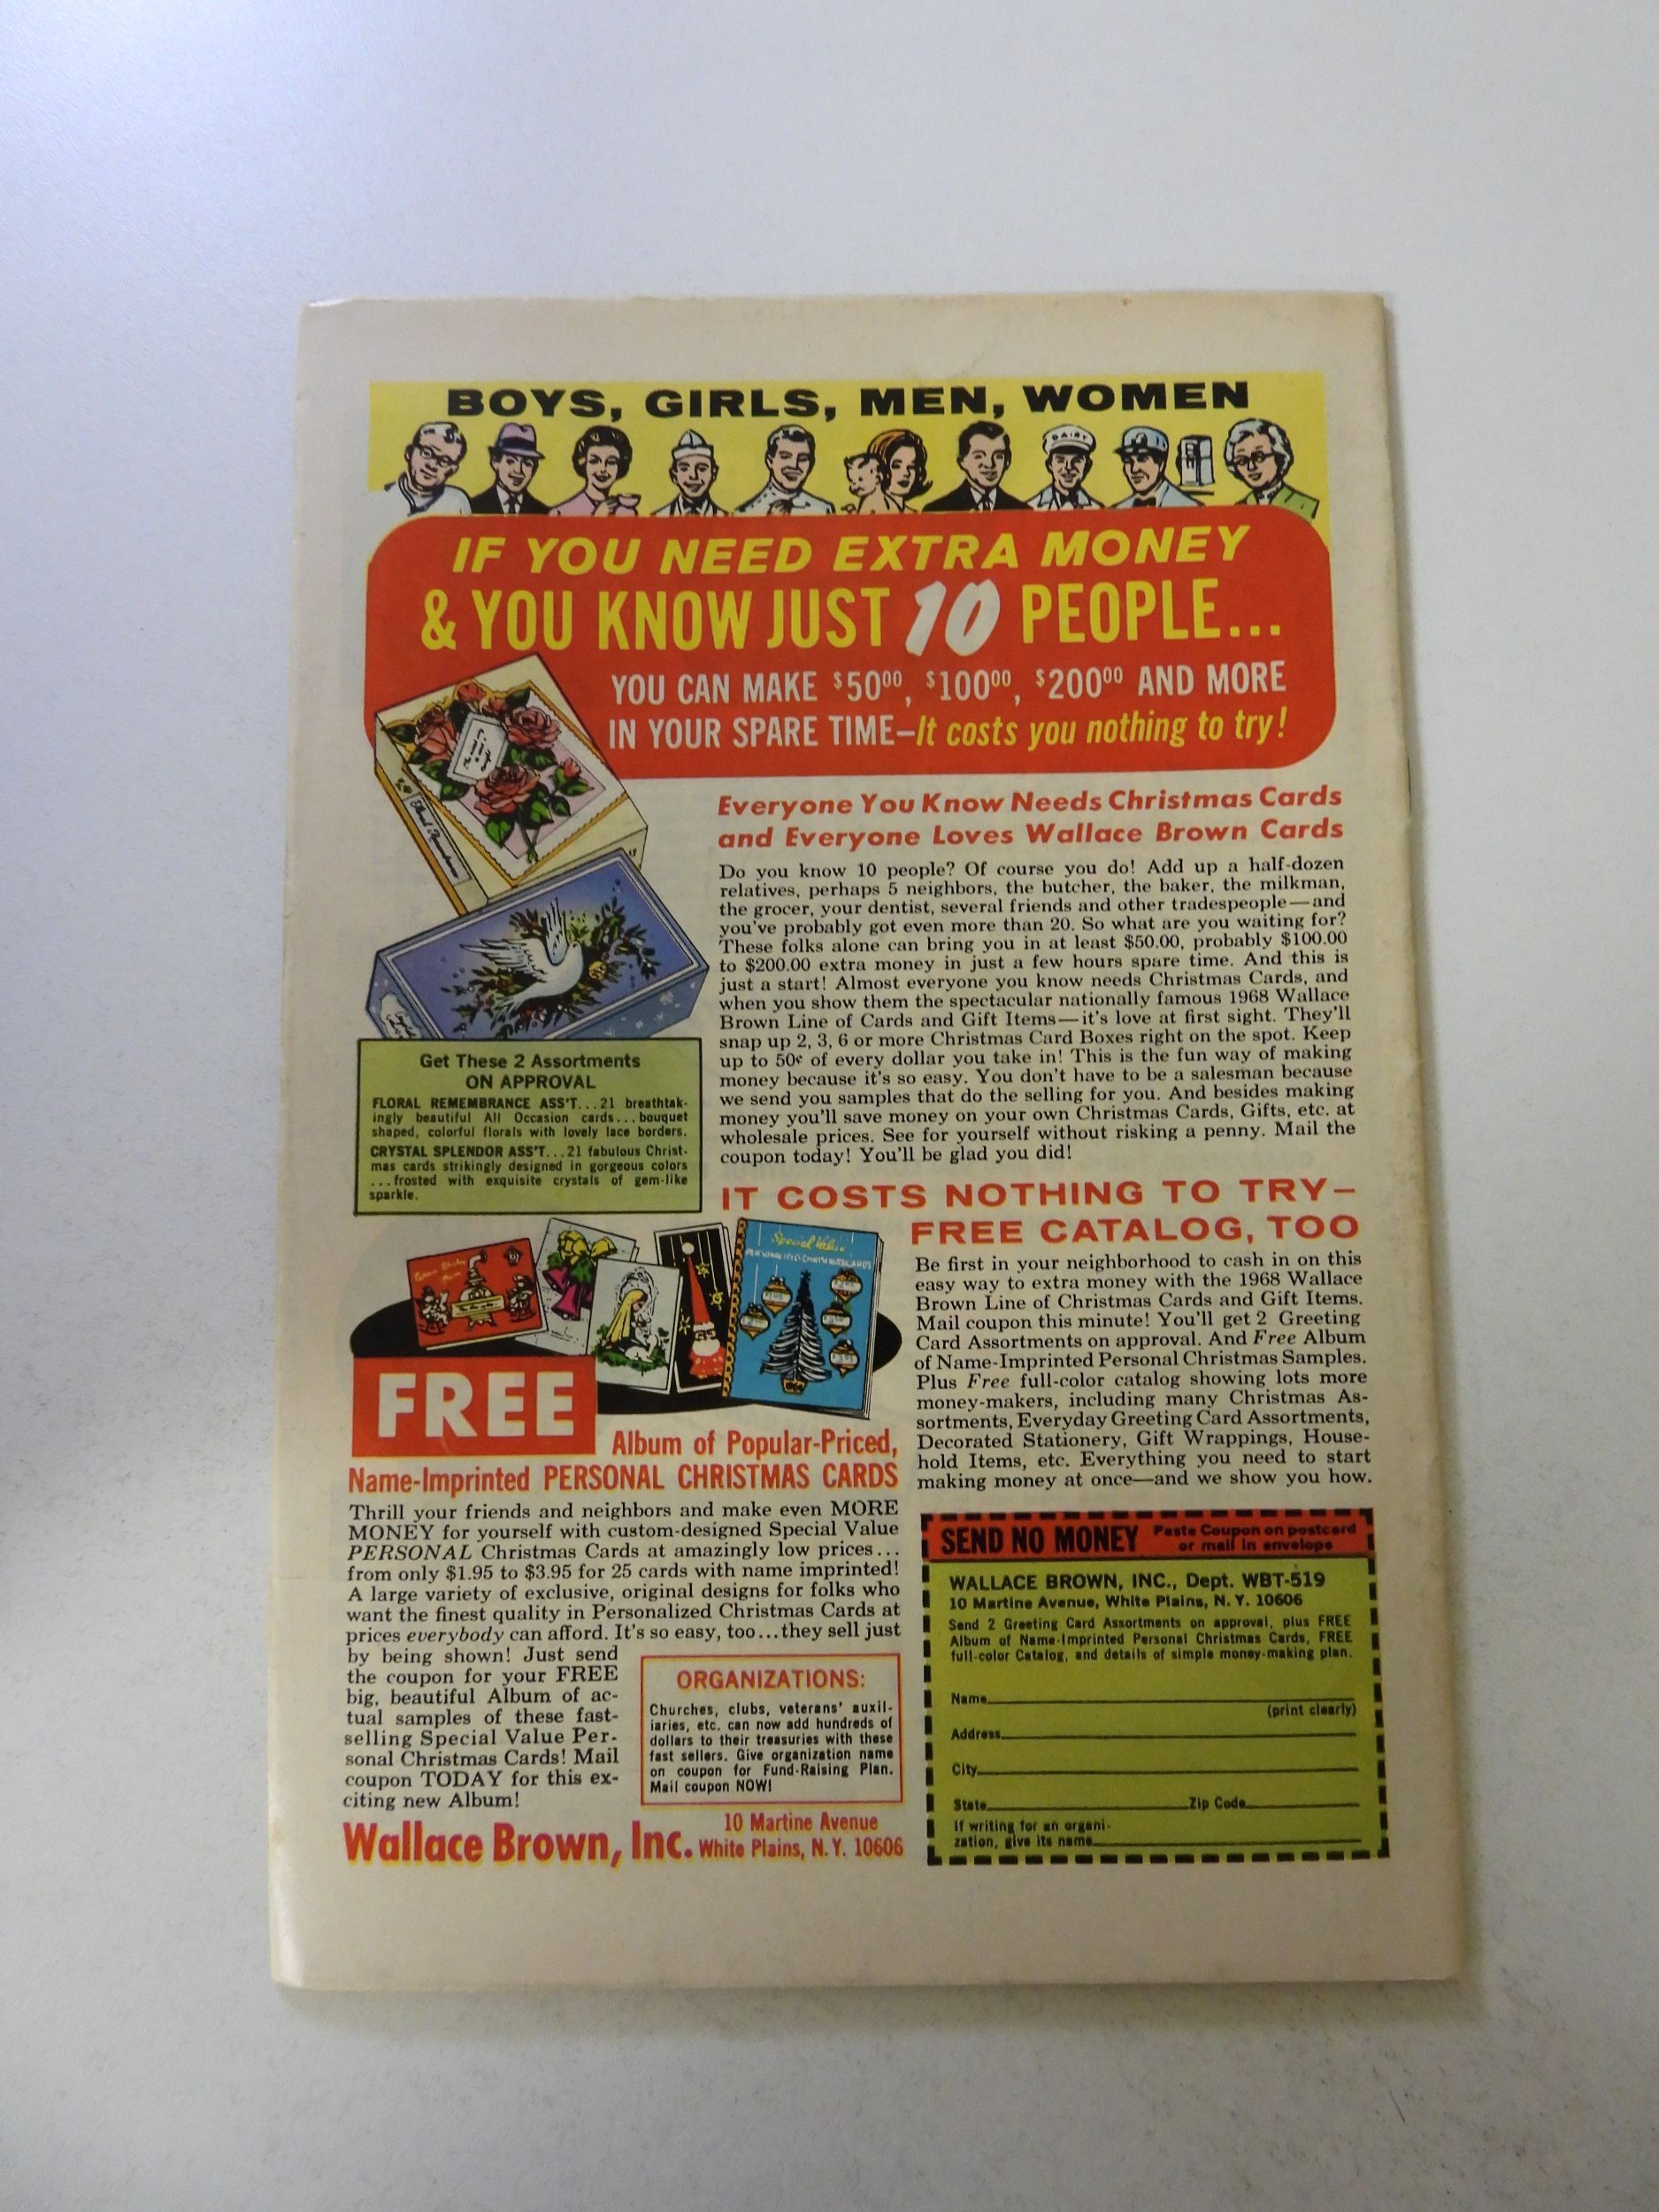 BOYS, GIRLS, MEN, WOMEN
DAIRY
IF YOU NEED EXTRA MONEY
& YOU KNOW JUST 10 PEOPLE...
YOU CAN MAKE $50⁰⁰, $100⁰⁰, $200⁰⁰ AND MORE
IN YOUR SPARE TIME—It costs you nothing to try!
Everyone You Know Needs Christmas Cards
and Everyone Loves Wallace Brown Cards
Do you know 10 people? Of course you do! Add up a half-dozen
relatives, perhaps 5 neighbors, the butcher, the baker, the milkman,
the grocer, your dentist, several friends and other tradespeople—and
you've probably got even more than 20. So what are you waiting for?
These folks alone can bring you in at least $50.00, probably $100.00
to $200.00 extra money in just a few hours spare time. And this is
just a start! Almost everyone you know needs Christmas Cards, and
when you show them the spectacular nationally famous 1968 Wallace
Brown Line of Cards and Gift Items—it's love at first sight. They'll
snap up 2, 3, 6 or more Christmas Card Boxes right on the spot. Keep
up to 50¢ of every dollar you take in! This is the fun way of making
money because it's so easy. You don't have to be a salesman because
we send you samples that do the selling for you. And besides making
money you'll save money on your own Christmas Cards, Gifts, etc. at
wholesale prices. See for yourself without risking a penny. Mail the
coupon today! You'll be glad you did!
Get These 2 Assortments
ON APPROVAL
FLORAL REMEMBRANCE ASS'T...21 breathtak-
ingly beautiful All Occasion cards...bouquet
shaped, colorful florals with lovely lace borders.
CRYSTAL SPLENDOR ASS'T...21 fabulous Christ-
mas cards strikingly designed in gorgeous colors
...frosted with exquisite crystals of gem-like
sparkle.
IT COSTS NOTHING TO TRY—
FREE CATALOG, TOO
Be first in your neighborhood to cash in on this
easy way to extra money with the 1968 Wallace
Brown Line of Christmas Cards and Gift Items.
Mail coupon this minute! You'll get 2 Greeting
Card Assortments on approval. And Free Album
of Name-Imprinted Personal Christmas Samples.
Plus Free full-color catalog showing lots more
money-makers, including many Christmas As-
sortments, Everyday Greeting Card Assortments,
Decorated Stationery, Gift Wrappings, House-
hold Items, etc. Everything you need to start
making money at once—and we show you how.
Special Value
PERSONALIZED CHRISTMAS CARDS
FREE
Album of Popular-Priced,
Name-Imprinted PERSONAL CHRISTMAS CARDS
Thrill your friends and neighbors and make even MORE
MONEY for yourself with custom-designed Special Value
PERSONAL Christmas Cards at amazingly low prices...
from only $1.95 to $3.95 for 25 cards with name imprinted!
A large variety of exclusive, original designs for folks who
want the finest quality in Personalized Christmas Cards at
prices everybody can afford. It's so easy, too...they sell just
by being shown! Just send
the coupon for your FREE
big, beautiful Album of ac-
tual samples of these fast-
selling Special Value Per-
sonal Christmas Cards! Mail
coupon TODAY for this ex-
citing new Album!
ORGANIZATIONS:
Churches, clubs, veterans' auxil-
iaries, etc. can now add hundreds of
dollars to their treasuries with these
fast sellers. Give organization name
on coupon for Fund-Raising Plan.
Mail coupon NOW!
Wallace Brown, Inc. 10 Martine Avenue
White Plains, N.Y. 10606
SEND NO MONEY Paste Coupon on postcard
or mail in envelope
WALLACE BROWN, INC., Dept. WBT-519
10 Martine Avenue, White Plains, N.Y. 10606
Send 2 Greeting Card Assortments on approval, plus FREE
Album of Name-Imprinted Personal Christmas Cards, FREE
full-color Catalog, and details of simple money-making plan.
Name
(print clearly)
Address
City
State Zip Code
If writing for an organi-
zation, give its name